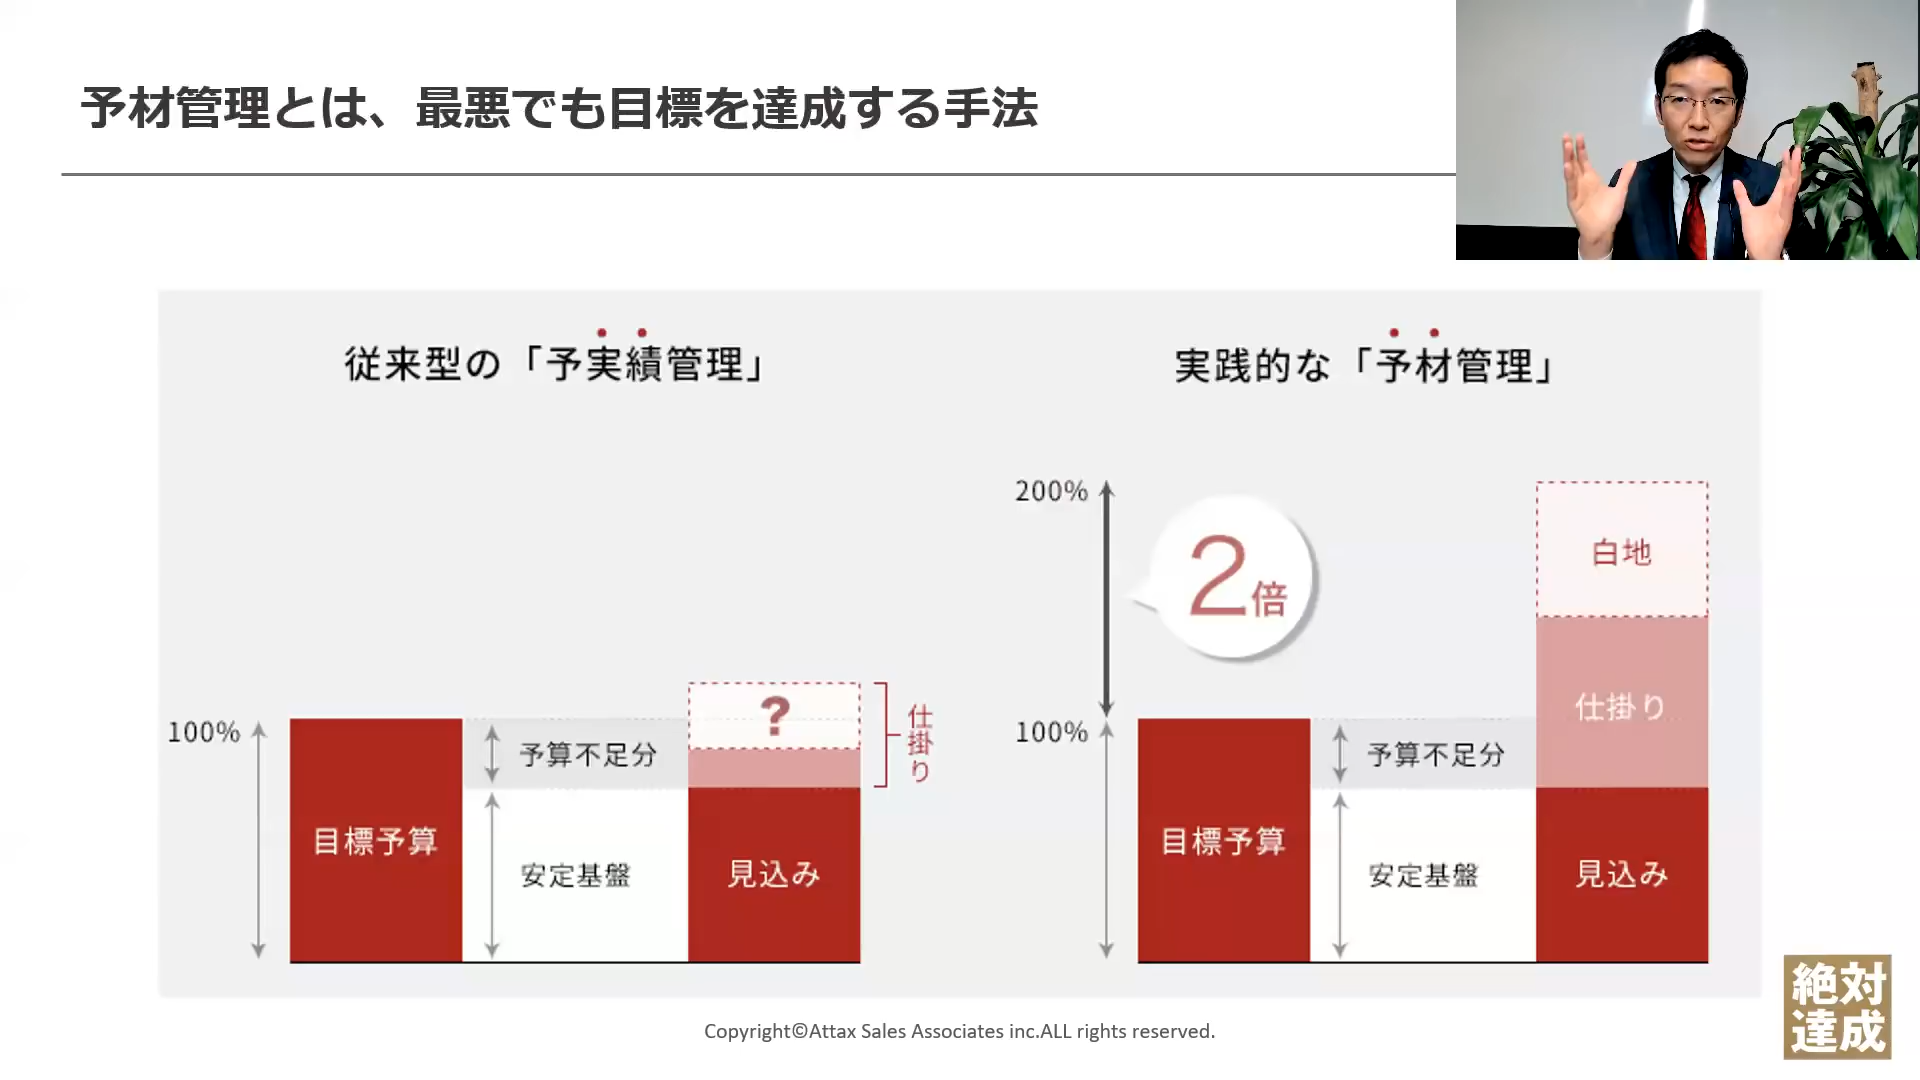 予材管理とは、最悪でも目標を達成する手法
従来型の「予実績管理」
100%
目標予算
予算不足分
安定基盤
?
見込み
仕掛り
実践的な「予材管理」
200%
2倍
100%
目標予算
予算不足分
安定基盤
白地
仕掛り
見込み
絶対
達成
Copyright©Attax Sales Associates inc.ALL rights reserved.